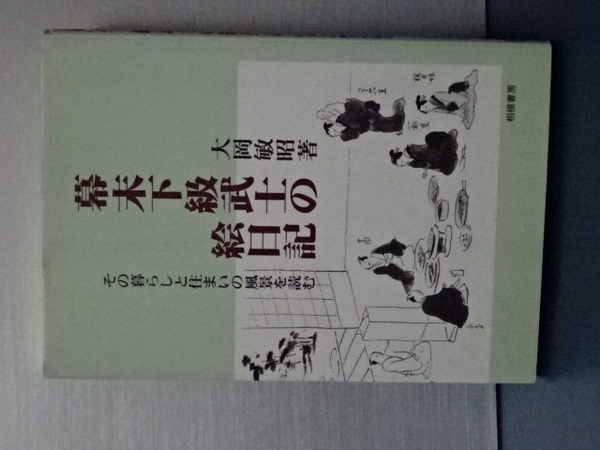 幕末下級武士の
絵日記
その暮らしと住まいの風景を読む
大岡敏昭著
相模書房